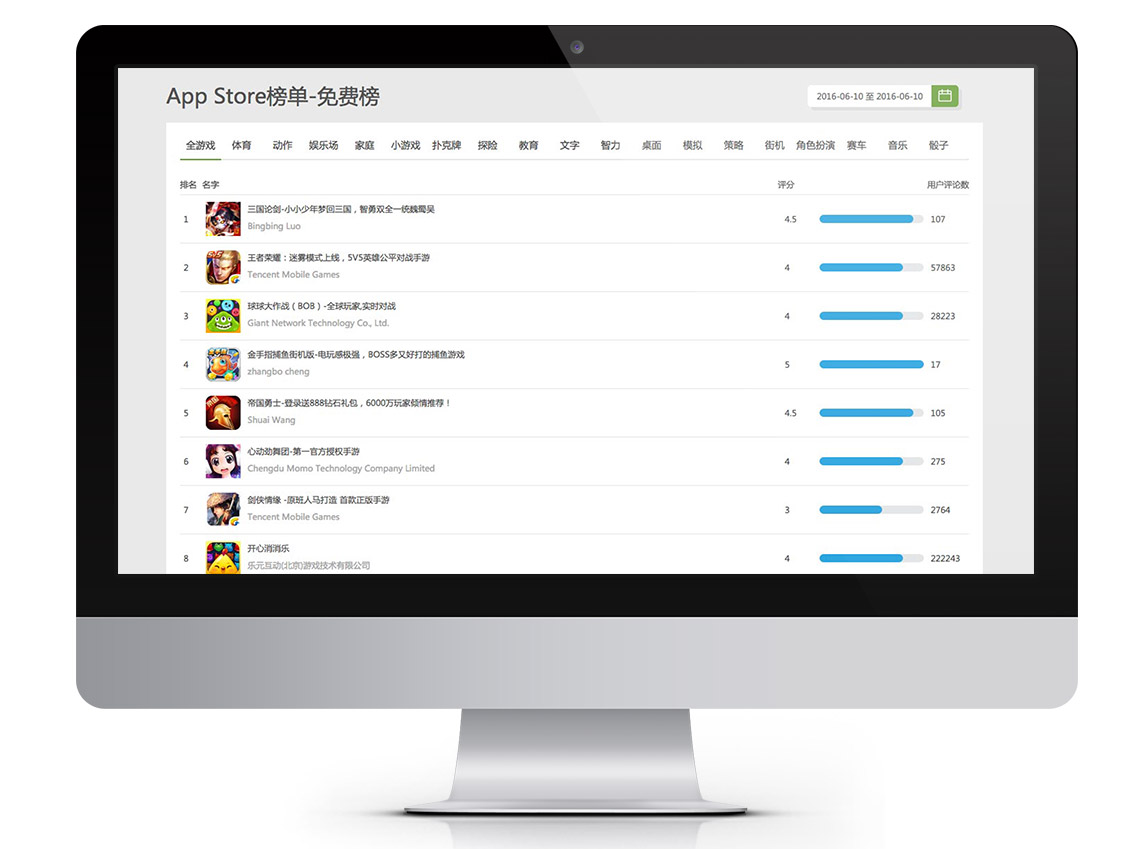 App Store榜单-免费榜
2016-06-10 至 2016-06-10
全游戏 体育 动作 娱乐场 家庭 小游戏 扑克牌 探险 教育 文字 智力 桌面 模拟 策略 街机 角色扮演 赛车 音乐 骰子
排名 名字 评分 用户评论数
三国论剑-小小少年梦回三国，智勇双全一统魏蜀吴
1 4.5 107
Bingbing Luo
王者荣耀：迷雾模式上线，5V5英雄公平对战手游
2 4 57863
Tencent Mobile Games
球球大作战（BOB）-全球玩家,实时对战
3 4 28223
Giant Network Technology Co., Ltd.
金手指捕鱼街机版-电玩感极强，BOSS多又好打的捕鱼游戏
4 5 17
zhangbo cheng
帝国勇士-登录送888钻石礼包，6000万玩家倾情推荐！
5 4.5 105
Shuai Wang
心动劲舞团-第一官方授权手游
6 4 275
Chengdu Momo Technology Company Limited
剑侠情缘 -原班人马打造 首款正版手游
7 3 2764
Tencent Mobile Games
开心消消乐
8 4 222243
乐元互动(北京)游戏技术有限公司